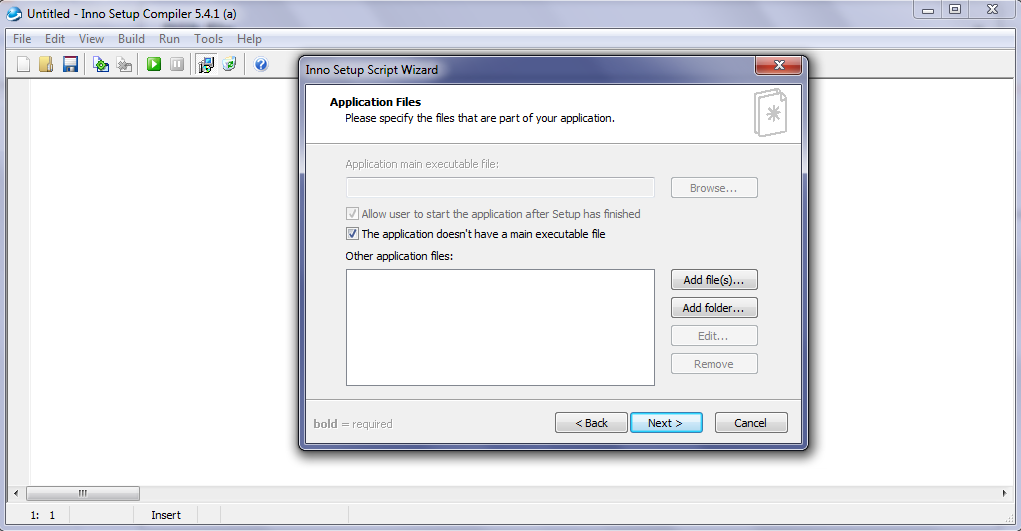 Untitled - Inno Setup Compiler 5.4.1 (a)
File Edit View Build Run Tools Help
Inno Setup Script Wizard
Application Files
Please specify the files that are part of your application.
Application main executable file:
Browse...
Allow user to start the application after Setup has finished
The application doesn't have a main executable file
Other application files:
Add file(s)...
Add folder...
Edit...
Remove
bold = required
< Back Next > Cancel
1: 1 Insert